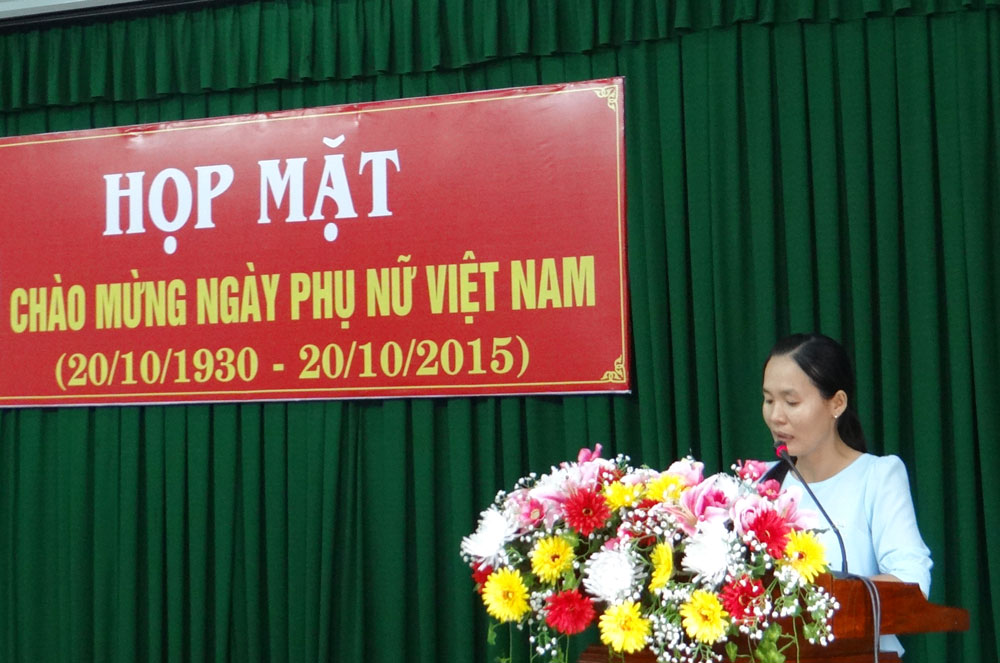 HỌP MẶT
CHÀO MỪNG NGÀY PHỤ NỮ VIỆT NAM
(20/10/1930 - 20/10/2015)